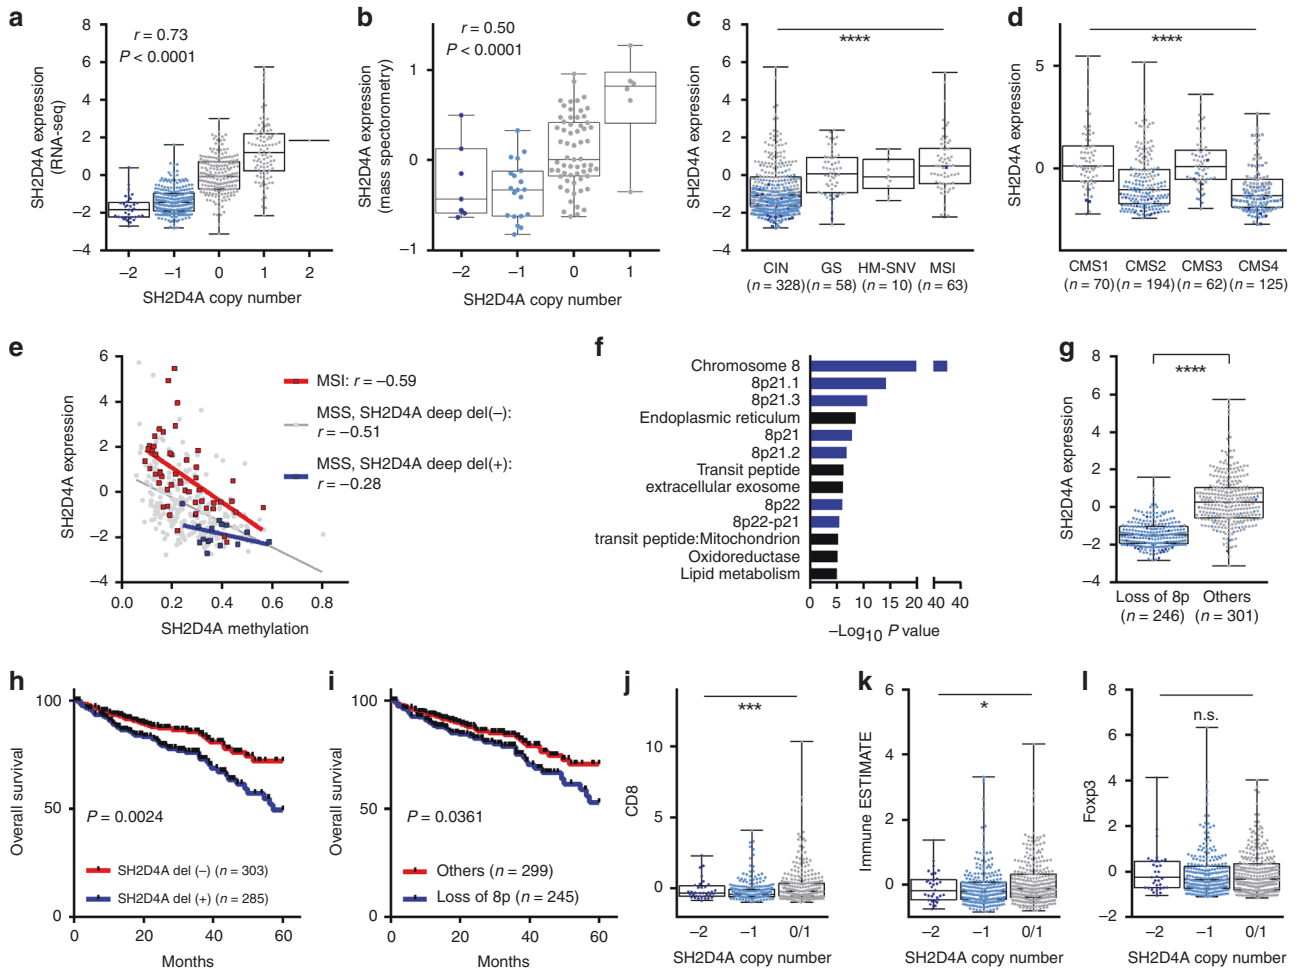 a
r = 0.73
P < 0.0001
SH2D4A expression
(RNA-seq)
8
6
4
2
0
−2
−4
−2
−1
0
1
2
SH2D4A copy number
b
r = 0.50
P < 0.0001
SH2D4A expression
(mass spectorometry)
1
0
−1
−2
−1
0
1
SH2D4A copy number
c
****
SH2D4A expression
8
6
4
2
0
−2
−4
CIN
GS
HM-SNV
MSI
(n = 328)
(n = 58)
(n = 10)
(n = 63)
d
****
SH2D4A expression
5
0
CMS1
CMS2
CMS3
CMS4
(n = 70)
(n = 194)
(n = 62)
(n = 125)
e
SH2D4A expression
6
4
2
0
−2
−4
0.0
0.2
0.4
0.6
0.8
SH2D4A methylation
MSI: r = −0.59
MSS, SH2D4A deep del(−):
r = −0.51
MSS, SH2D4A deep del(+):
r = −0.28
f
Chromosome 8
8p21.1
8p21.3
Endoplasmic reticulum
8p21
8p21.2
Transit peptide
extracellular exosome
8p22
8p22-p21
transit peptide:Mitochondrion
Oxidoreductase
Lipid metabolism
0
5
10
15
20
40
40
−Log10 P value
g
****
SH2D4A expression
8
6
4
2
0
−2
−4
Loss of 8p
Others
(n = 246)
(n = 301)
h
Overall survival
100
50
0
P = 0.0024
SH2D4A del (−) (n = 303)
SH2D4A del (+) (n = 285)
0
20
40
60
Months
i
Overall survival
100
50
0
P = 0.0361
Others (n = 299)
Loss of 8p (n = 245)
0
20
40
60
Months
j
***
CD8
10
5
0
−2
−1
0/1
SH2D4A copy number
k
*
Immune ESTIMATE
6
4
2
0
−2
−1
0/1
SH2D4A copy number
l
n.s.
Foxp3
8
6
4
2
0
−2
−2
−1
0/1
SH2D4A copy number